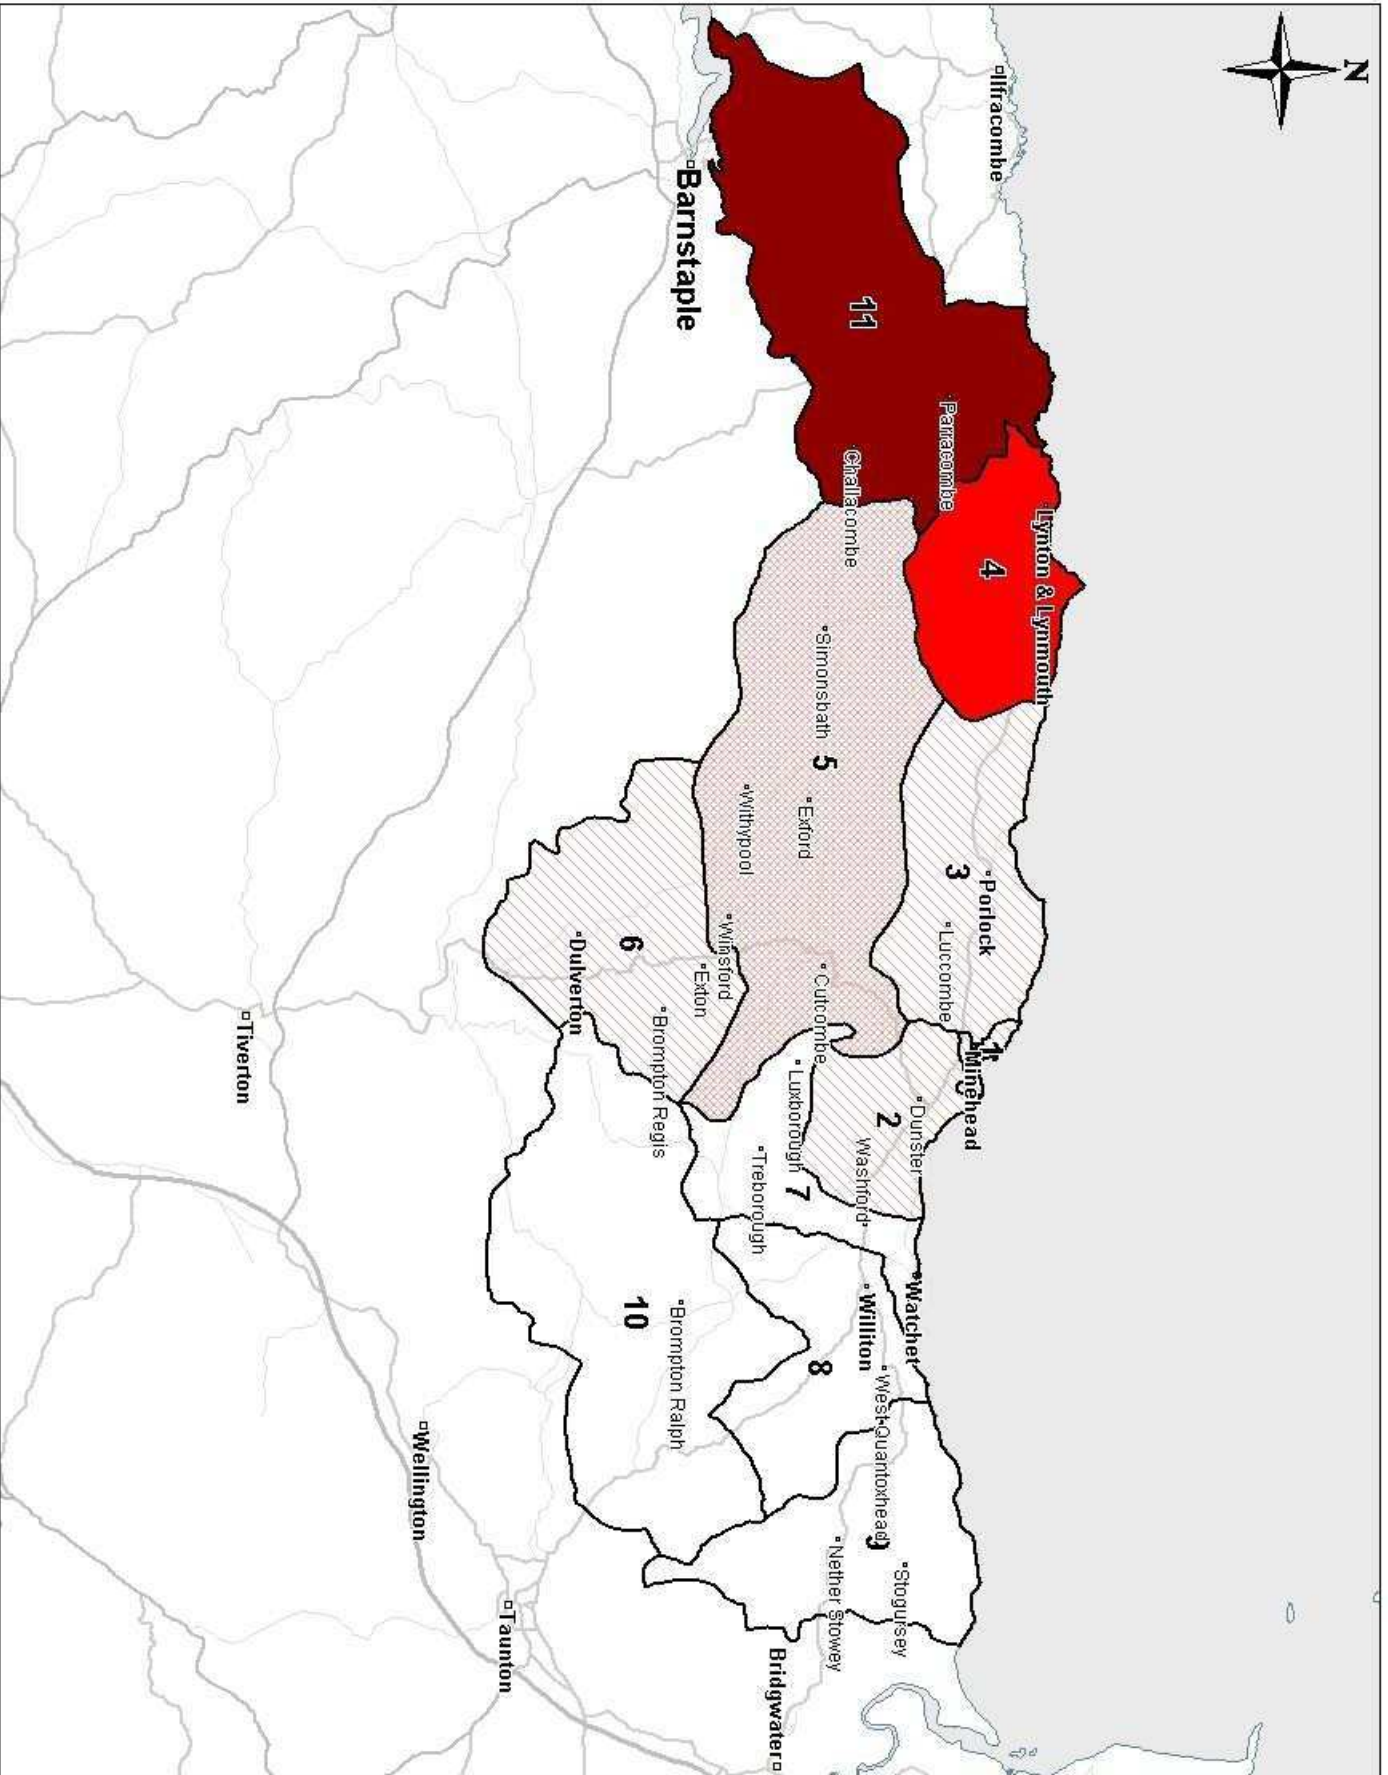 N
Ilfracombe
Barnstaple
11
Parracombe
Challacombe
Lynton & Lynmouth
4
Simonsbath
5
Exford
Withypool
3
Porlock
Luccombe
Winsford
Exton
6
Dulverton
Brompton Regis
Cutcombe
1
Minehead
Dunster
2
Washford
Luxborough
7
Treborough
Tiverton
Watchet
Williton
8
West Quantoxhead
9
Stogursey
Nether Stowey
10
Brompton Ralph
Wellington
Taunton
Bridgwater